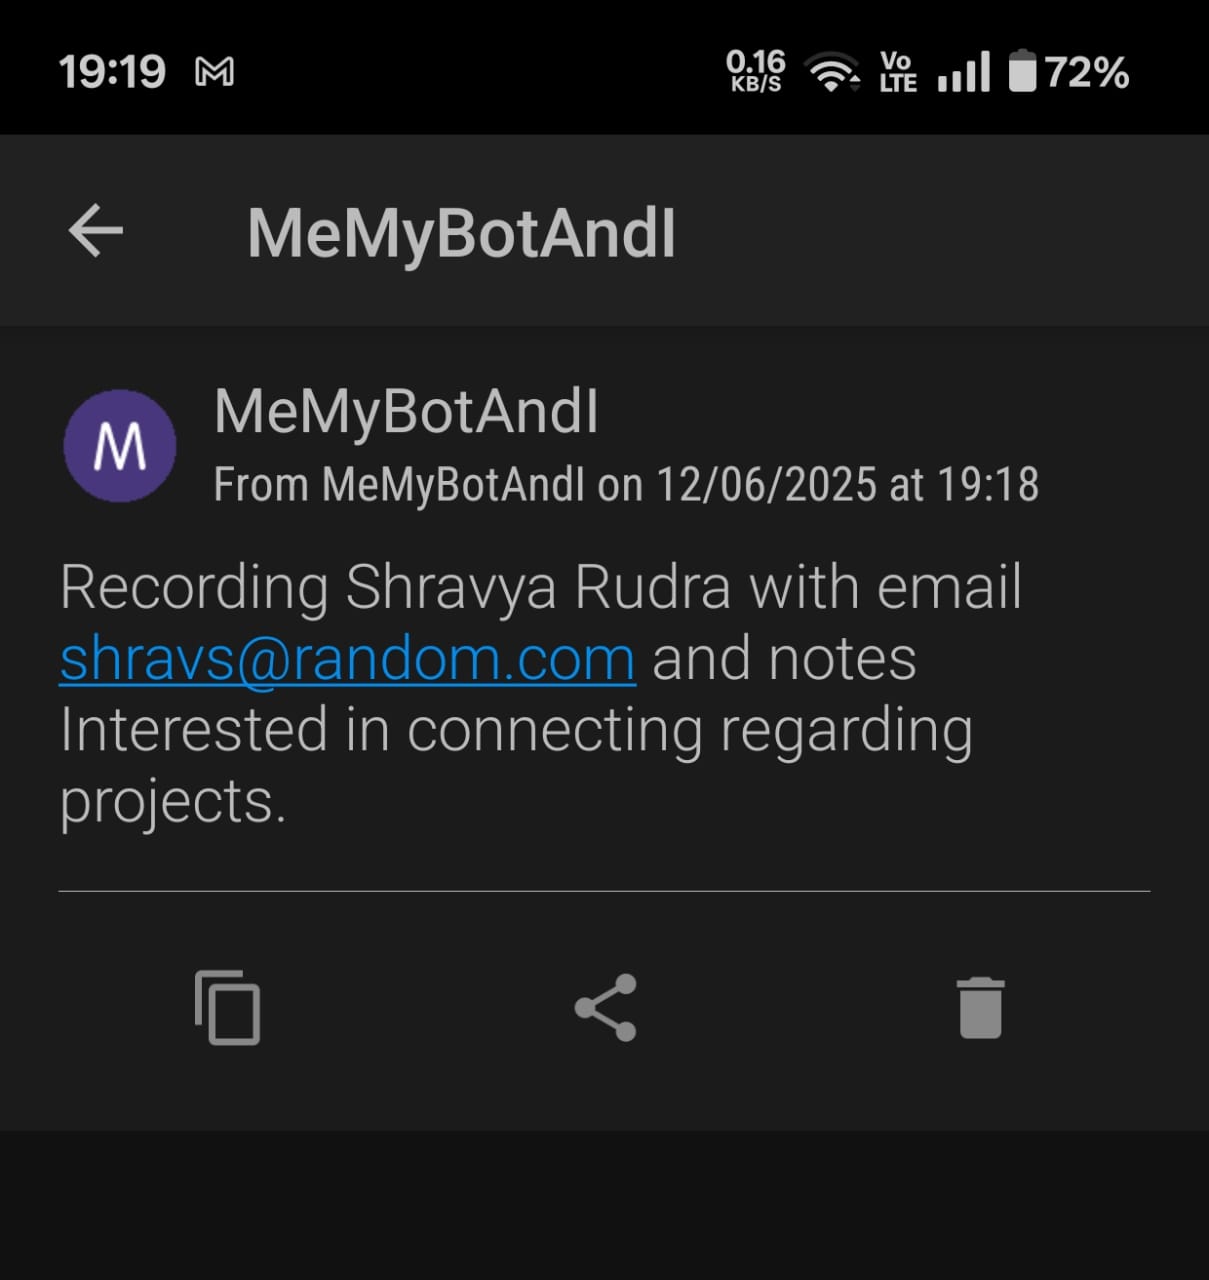 19:19 0.16 KB/S Vo LTE 72%
MeMyBotAndI
M
MeMyBotAndI
From MeMyBotAndI on 12/06/2025 at 19:18
Recording Shravya Rudra with email
shravs@random.com and notes
Interested in connecting regarding
projects.